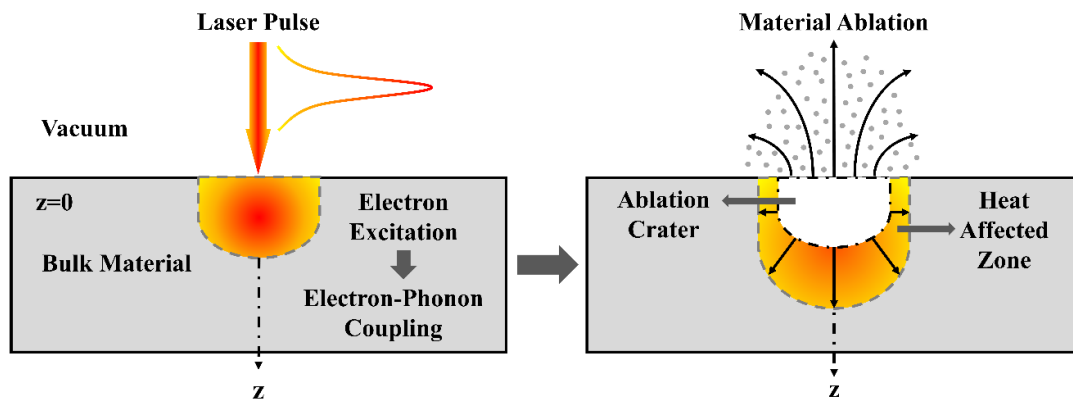 Laser Pulse
Vacuum
z=0
Electron
Excitation
Bulk Material
Electron-Phonon
Coupling
z
Material Ablation
Ablation
Crater
Heat
Affected
Zone
z